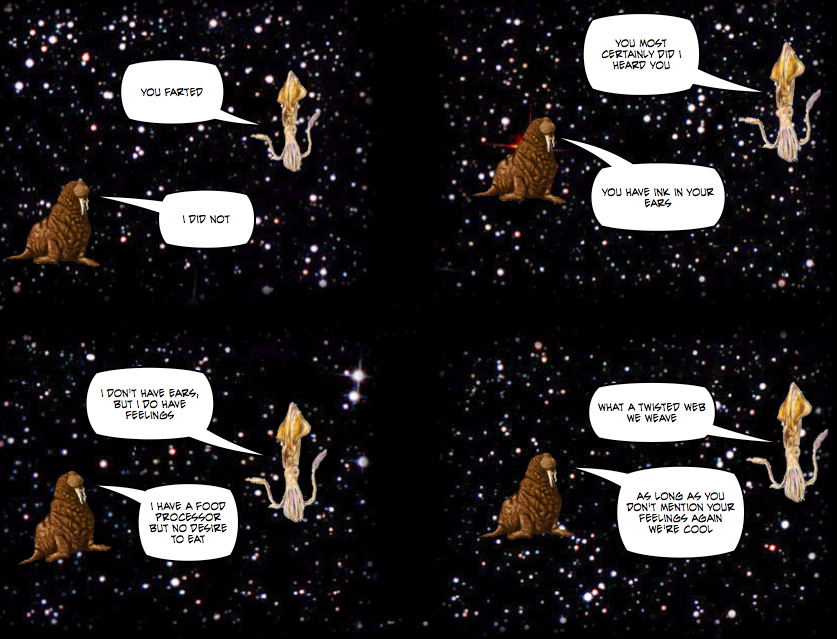 YOU FARTED
I DID NOT
YOU MOST
CERTAINLY DID I
HEARD YOU
YOU HAVE INK IN YOUR
EARS
I DON'T HAVE EARS,
BUT I DO HAVE
FEELINGS
I HAVE A FOOD
PROCESSOR
BUT NO DESIRE
TO EAT
WHAT A TWISTED WEB
WE WEAVE
AS LONG AS YOU
DON'T MENTION YOUR
FEELINGS AGAIN
WE'RE COOL